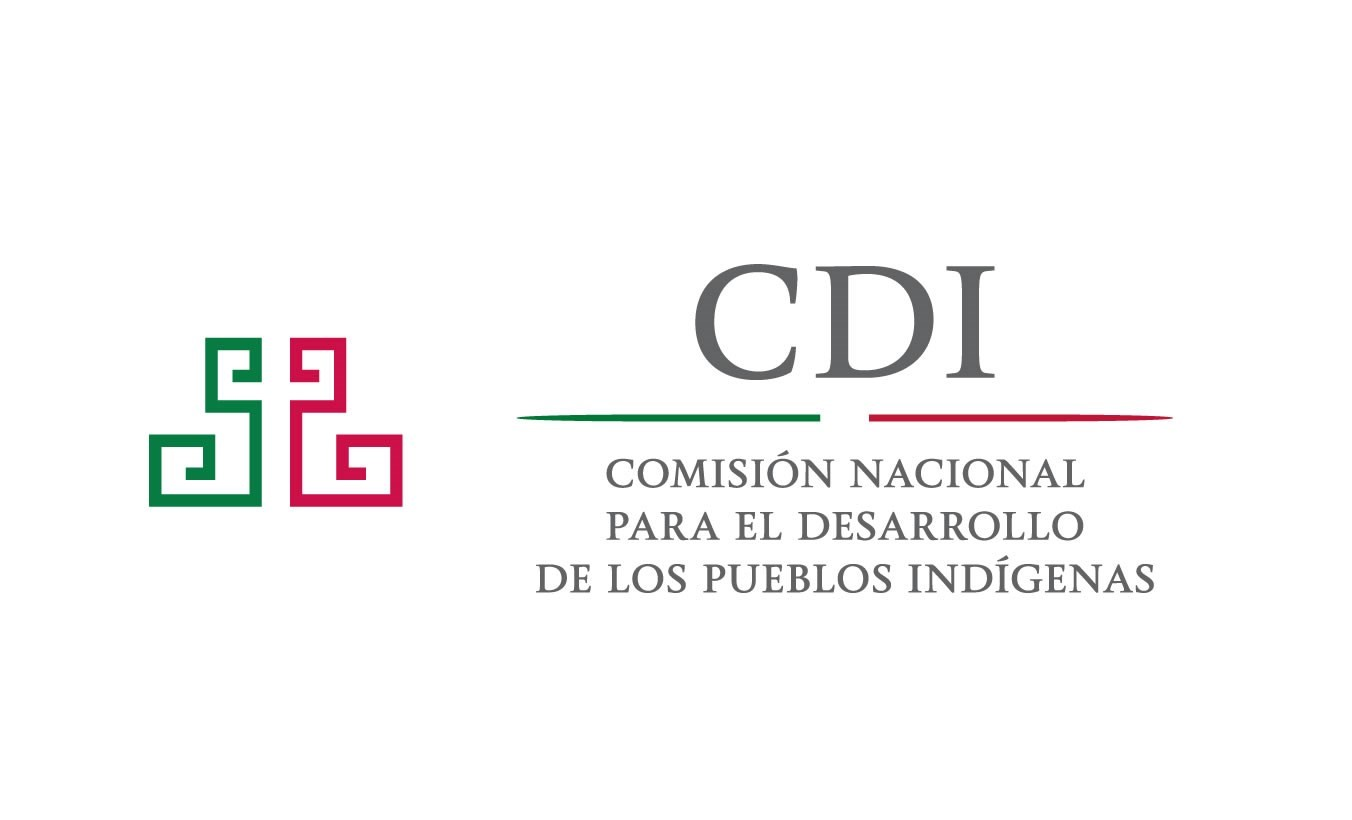 CDI
COMISIÓN NACIONAL
PARA EL DESARROLLO
DE LOS PUEBLOS INDÍGENAS